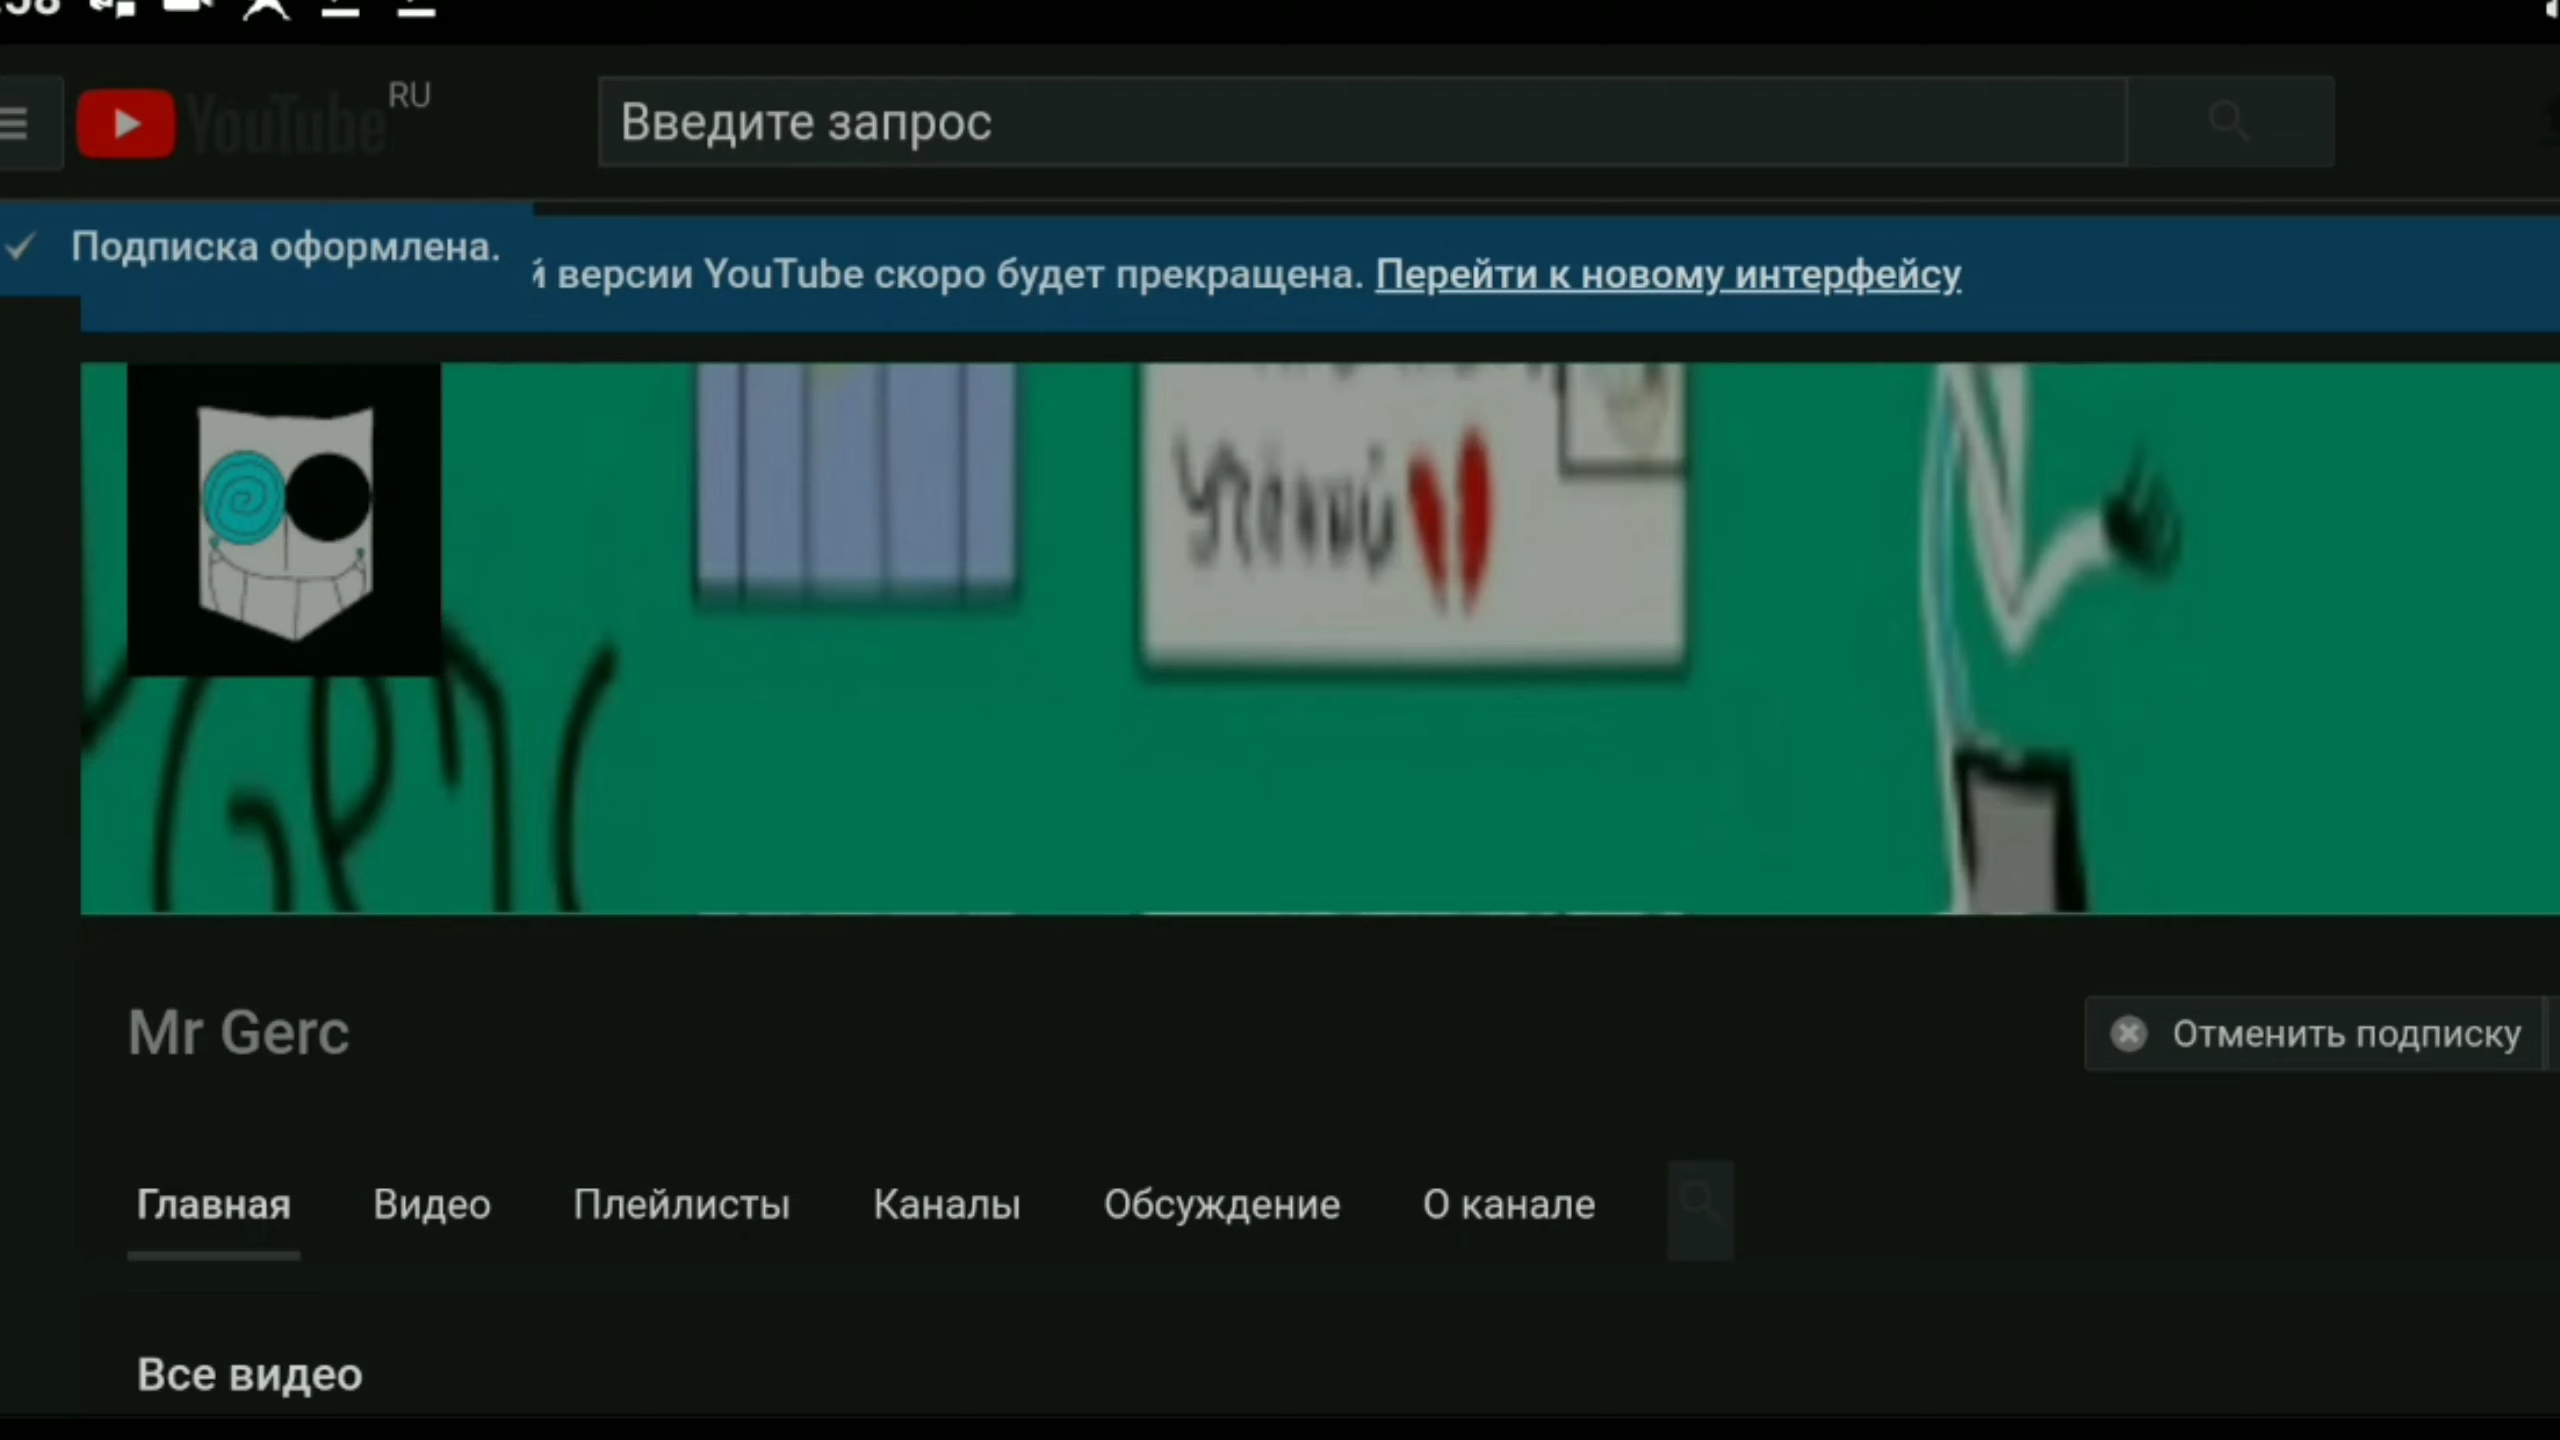 :58
YouTube RU
Введите запрос
Подписка оформлена.
й версии YouTube скоро будет прекращена. Перейти к новому интерфейсу
Mr Gerc
Отменить подписку
Главная Видео Плейлисты Каналы Обсуждение О канале
Все видео